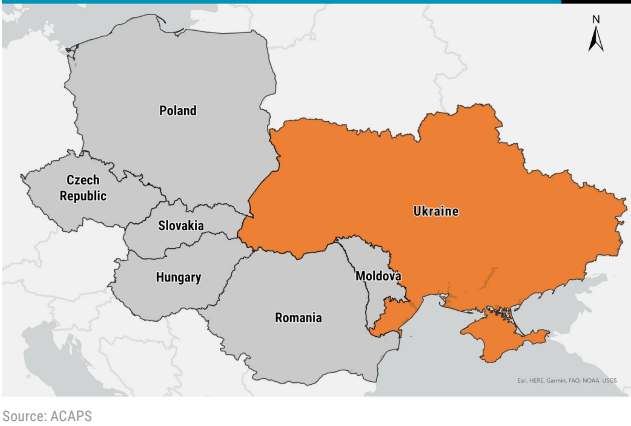 N
Poland
Czech
Republic
Ukraine
Slovakia
Moldova
Hungary
Romania
Esri, HERE, Garmin, FAO, NOAA, USGS
Source: ACAPS